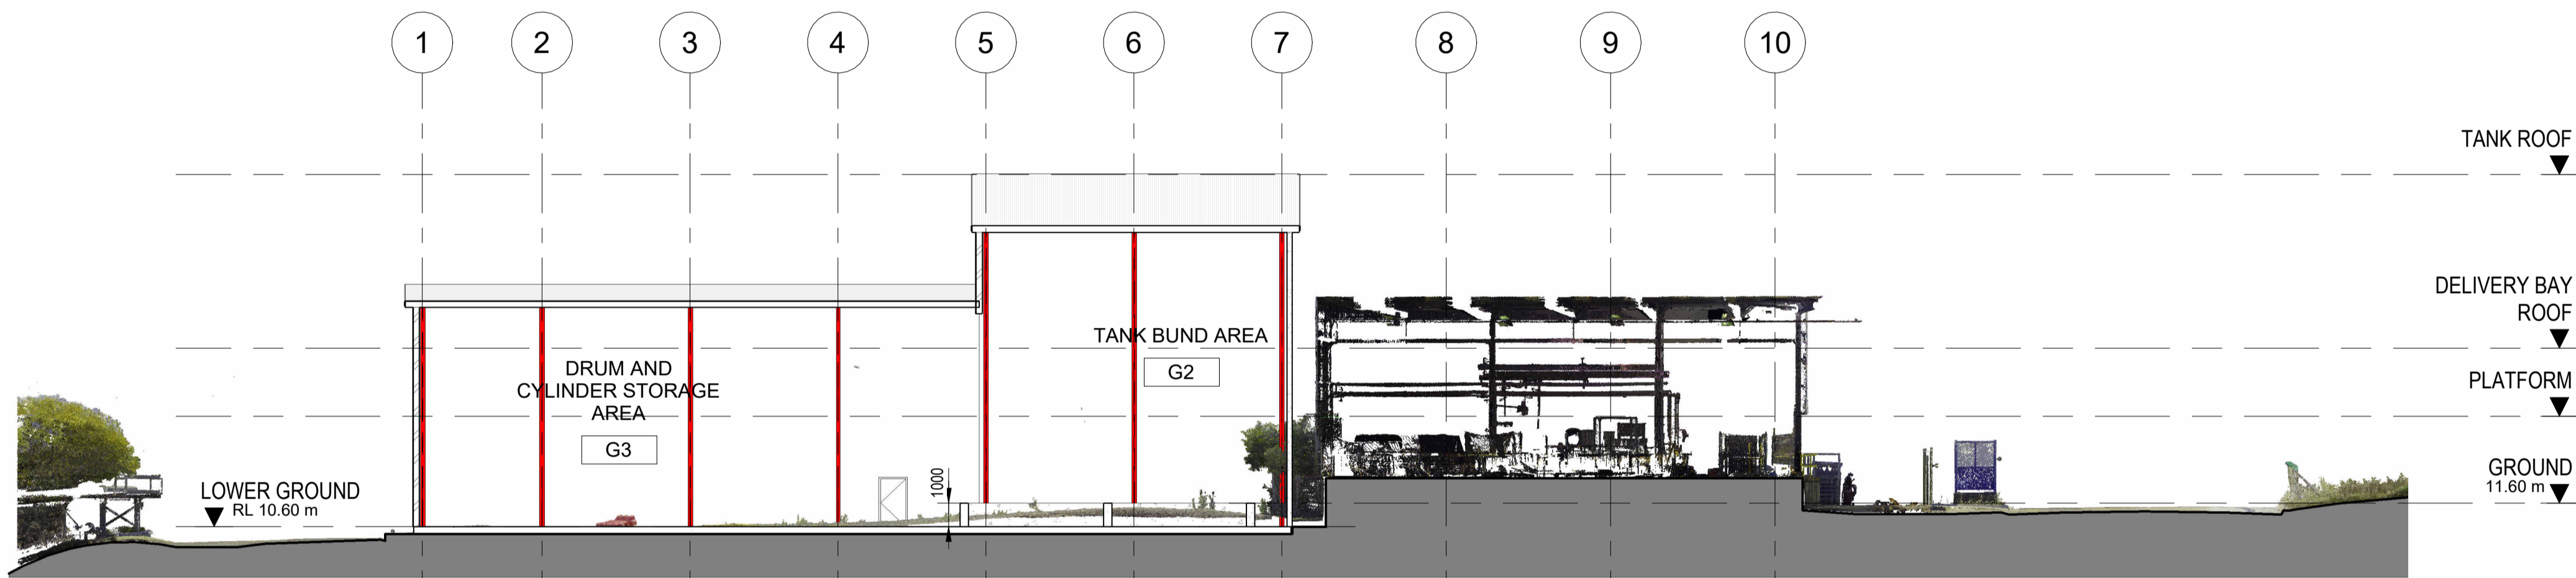 1
2
3
4
5
6
7
8
9
10
TANK ROOF
DELIVERY BAY
ROOF
TANK BUND AREA
G2
DRUM AND
CYLINDER STORAGE
AREA
G3
PLATFORM
1000
LOWER GROUND
RL 10.60 m
GROUND
11.60 m